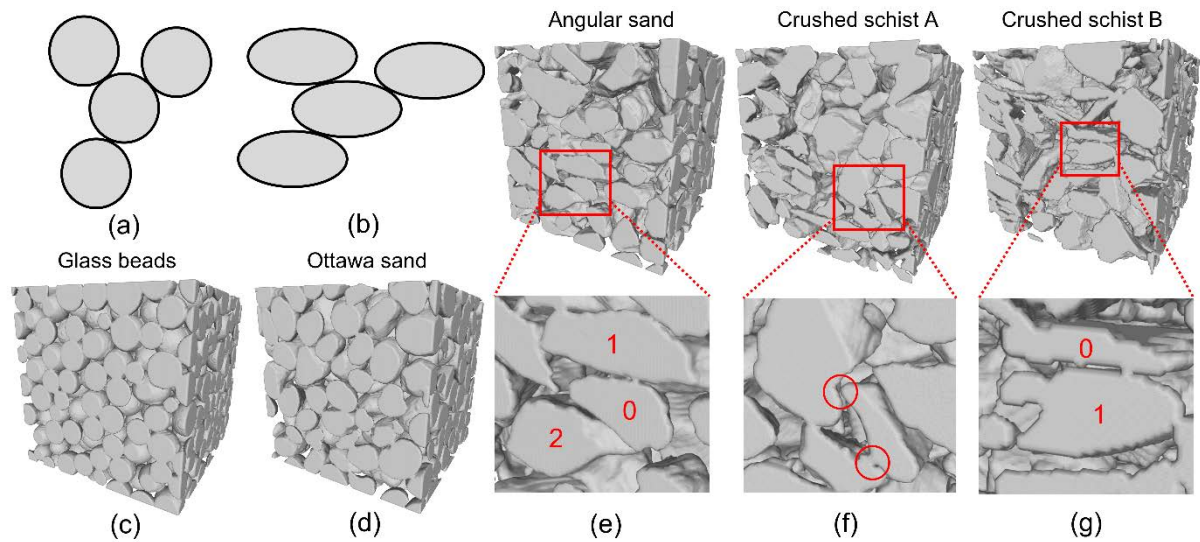 (a)
(b)
Glass beads
Ottawa sand
(c)
(d)
Angular sand
Crushed schist A
Crushed schist B
1
0
2
0
1
(e)
(f)
(g)